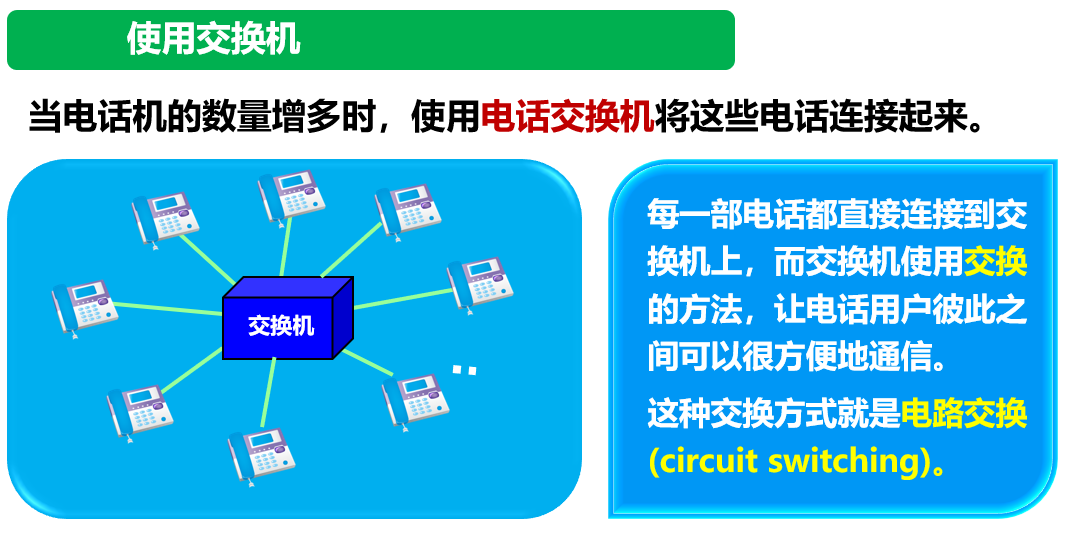 使用交换机
当电话机的数量增多时，使用电话交换机将这些电话连接起来。
交换机
每一部电话都直接连接到交
换机上，而交换机使用交换
的方法，让电话用户彼此之
间可以很方便地通信。
这种交换方式就是电路交换
(circuit switching)。